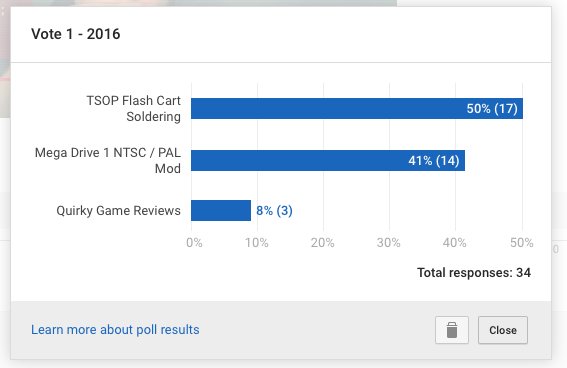 Vote 1 - 2016
TSOP Flash Cart
Soldering
50% (17)
Mega Drive 1 NTSC / PAL
Mod
41% (14)
Quirky Game Reviews
8% (3)
0% 10% 20% 30% 40% 50%
Total responses: 34
Learn more about poll results
Close
0